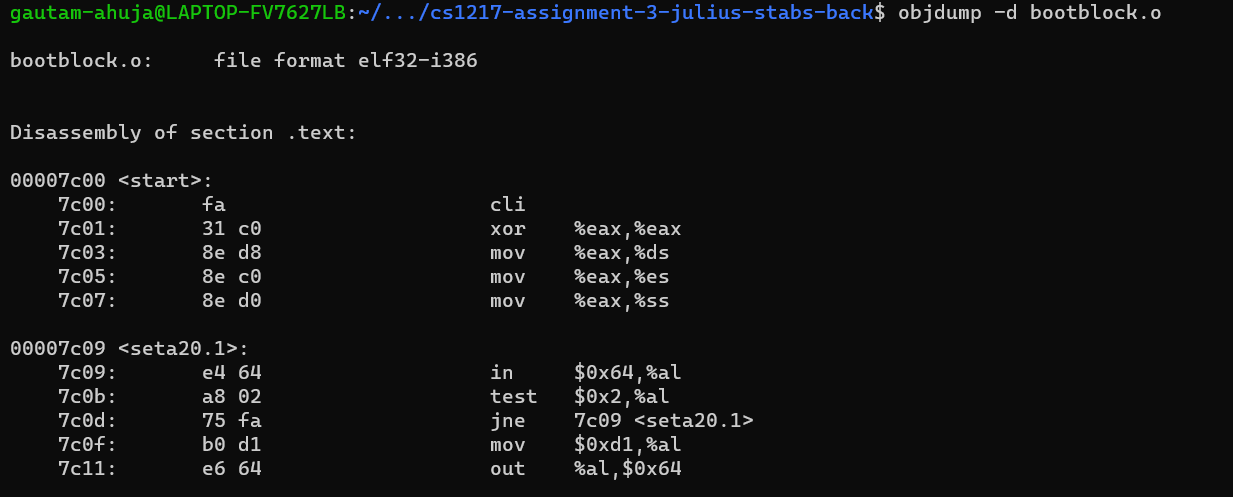 gautam-ahuja@LAPTOP-FV7627LB:~/.../cs1217-assignment-3-julius-stabs-back$ objdump -d bootblock.o
bootblock.o:     file format elf32-i386
Disassembly of section .text:
00007c00 <start>:
    7c00:       fa                      cli
    7c01:       31 c0                   xor    %eax,%eax
    7c03:       8e d8                   mov    %eax,%ds
    7c05:       8e c0                   mov    %eax,%es
    7c07:       8e d0                   mov    %eax,%ss
00007c09 <seta20.1>:
    7c09:       e4 64                   in     $0x64,%al
    7c0b:       a8 02                   test   $0x2,%al
    7c0d:       75 fa                   jne    7c09 <seta20.1>
    7c0f:       b0 d1                   mov    $0xd1,%al
    7c11:       e6 64                   out    %al,$0x64